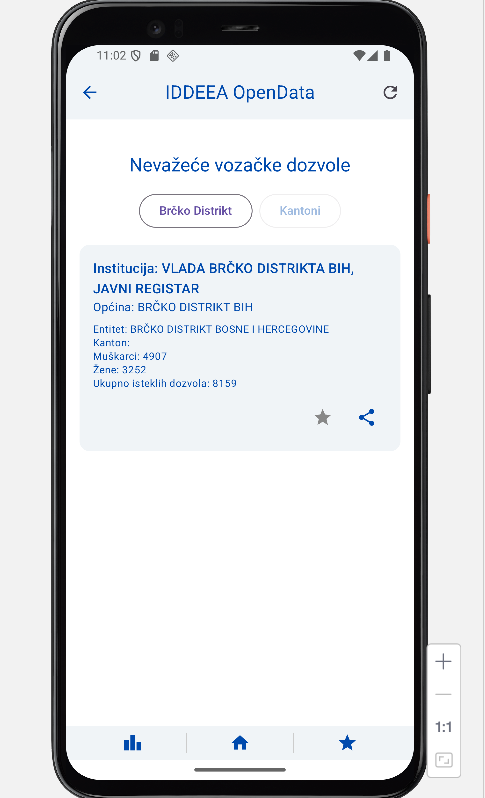 11:02
IDDEEA OpenData
Nevažeće vozačke dozvole
Brčko Distrikt
Kantoni
Institucija: VLADA BRČKO DISTRIKTA BIH,
JAVNI REGISTAR
Općina: BRČKO DISTRIKT BIH
Entitet: BRČKO DISTRIKT BOSNE I HERCEGOVINE
Kanton:
Muškarci: 4907
Žene: 3252
Ukupno isteklih dozvola: 8159
1:1